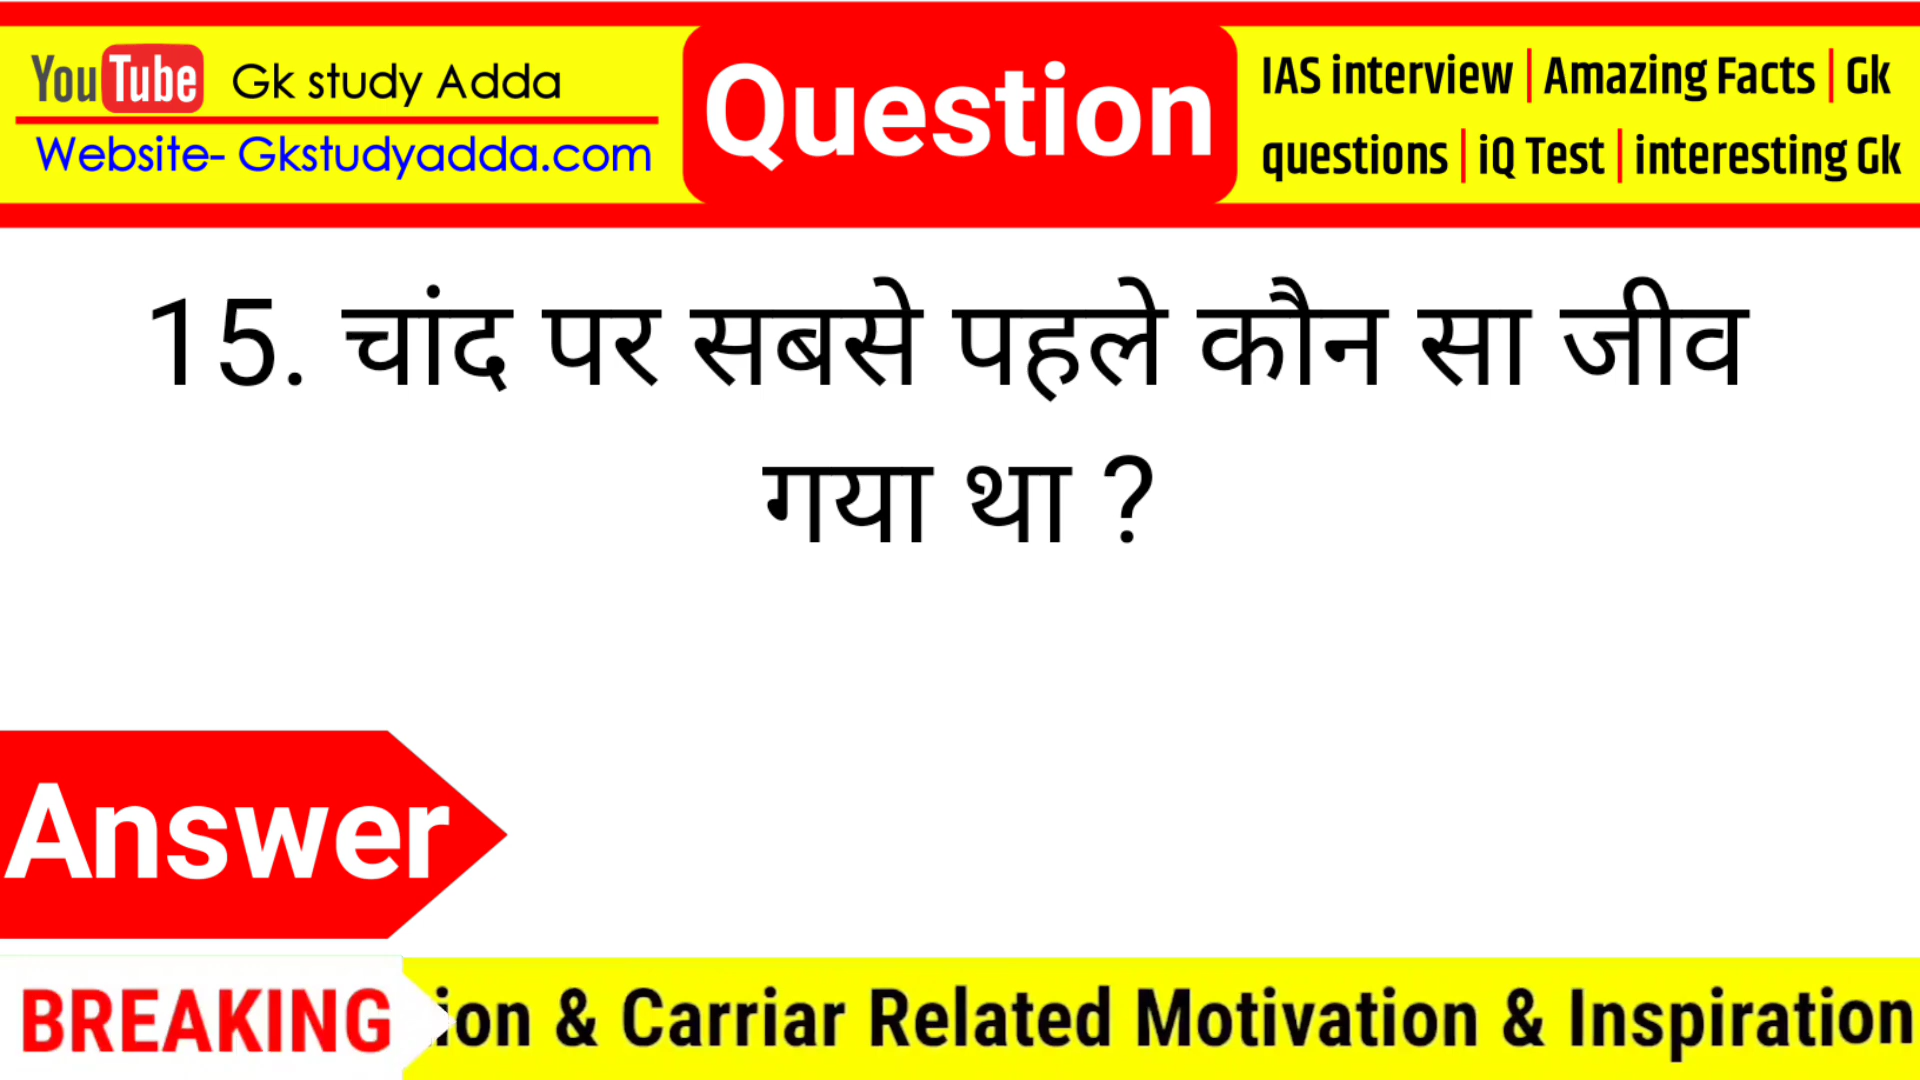 YouTube Gk study Adda
Website- Gkstudyadda.com
Question
IAS interview | Amazing Facts | Gk
questions | iQ Test | interesting Gk
15. चांद पर सबसे पहले कौन सा जीव
गया था ?
Answer
BREAKING
ion & Carriar Related Motivation & Inspiration